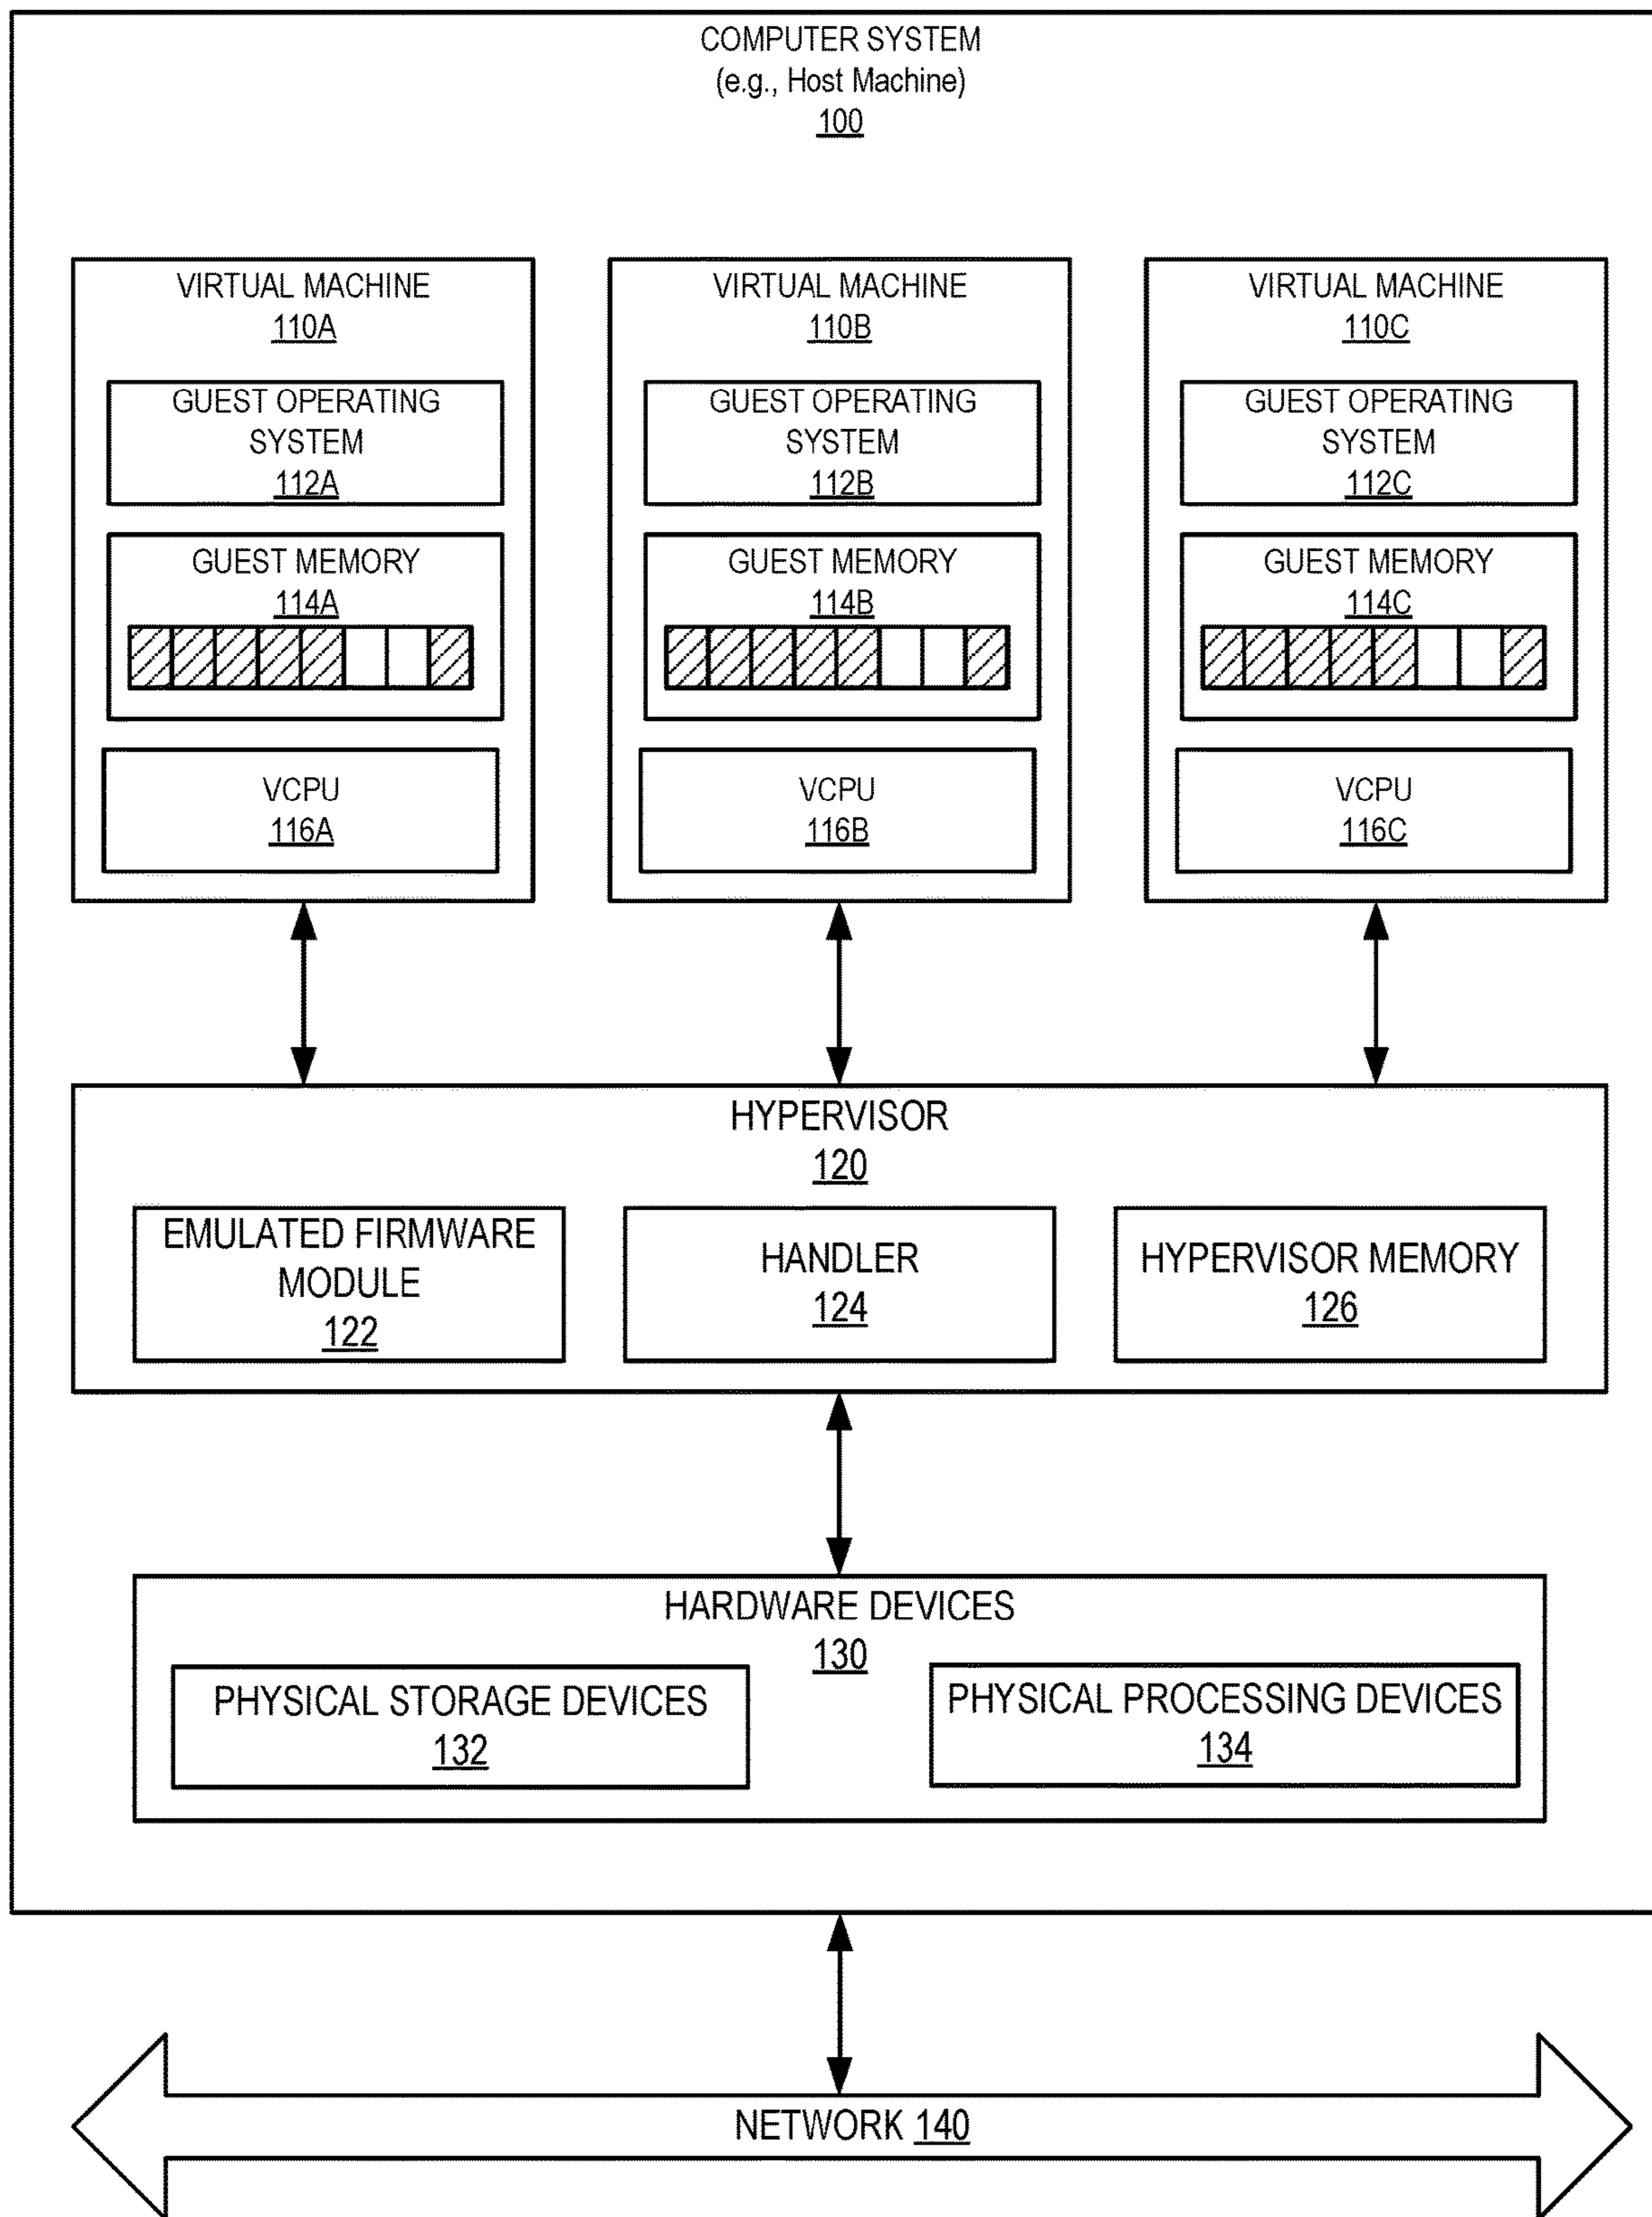 COMPUTER SYSTEM
(e.g., Host Machine)
100
VIRTUAL MACHINE
110A
GUEST OPERATING
SYSTEM
112A
GUEST MEMORY
114A
VCPU
116A
VIRTUAL MACHINE
110B
GUEST OPERATING
SYSTEM
112B
GUEST MEMORY
114B
VCPU
116B
VIRTUAL MACHINE
110C
GUEST OPERATING
SYSTEM
112C
GUEST MEMORY
114C
VCPU
116C
HYPERVISOR
120
EMULATED FIRMWARE
MODULE
122
HANDLER
124
HYPERVISOR MEMORY
126
HARDWARE DEVICES
130
PHYSICAL STORAGE DEVICES
132
PHYSICAL PROCESSING DEVICES
134
NETWORK 140